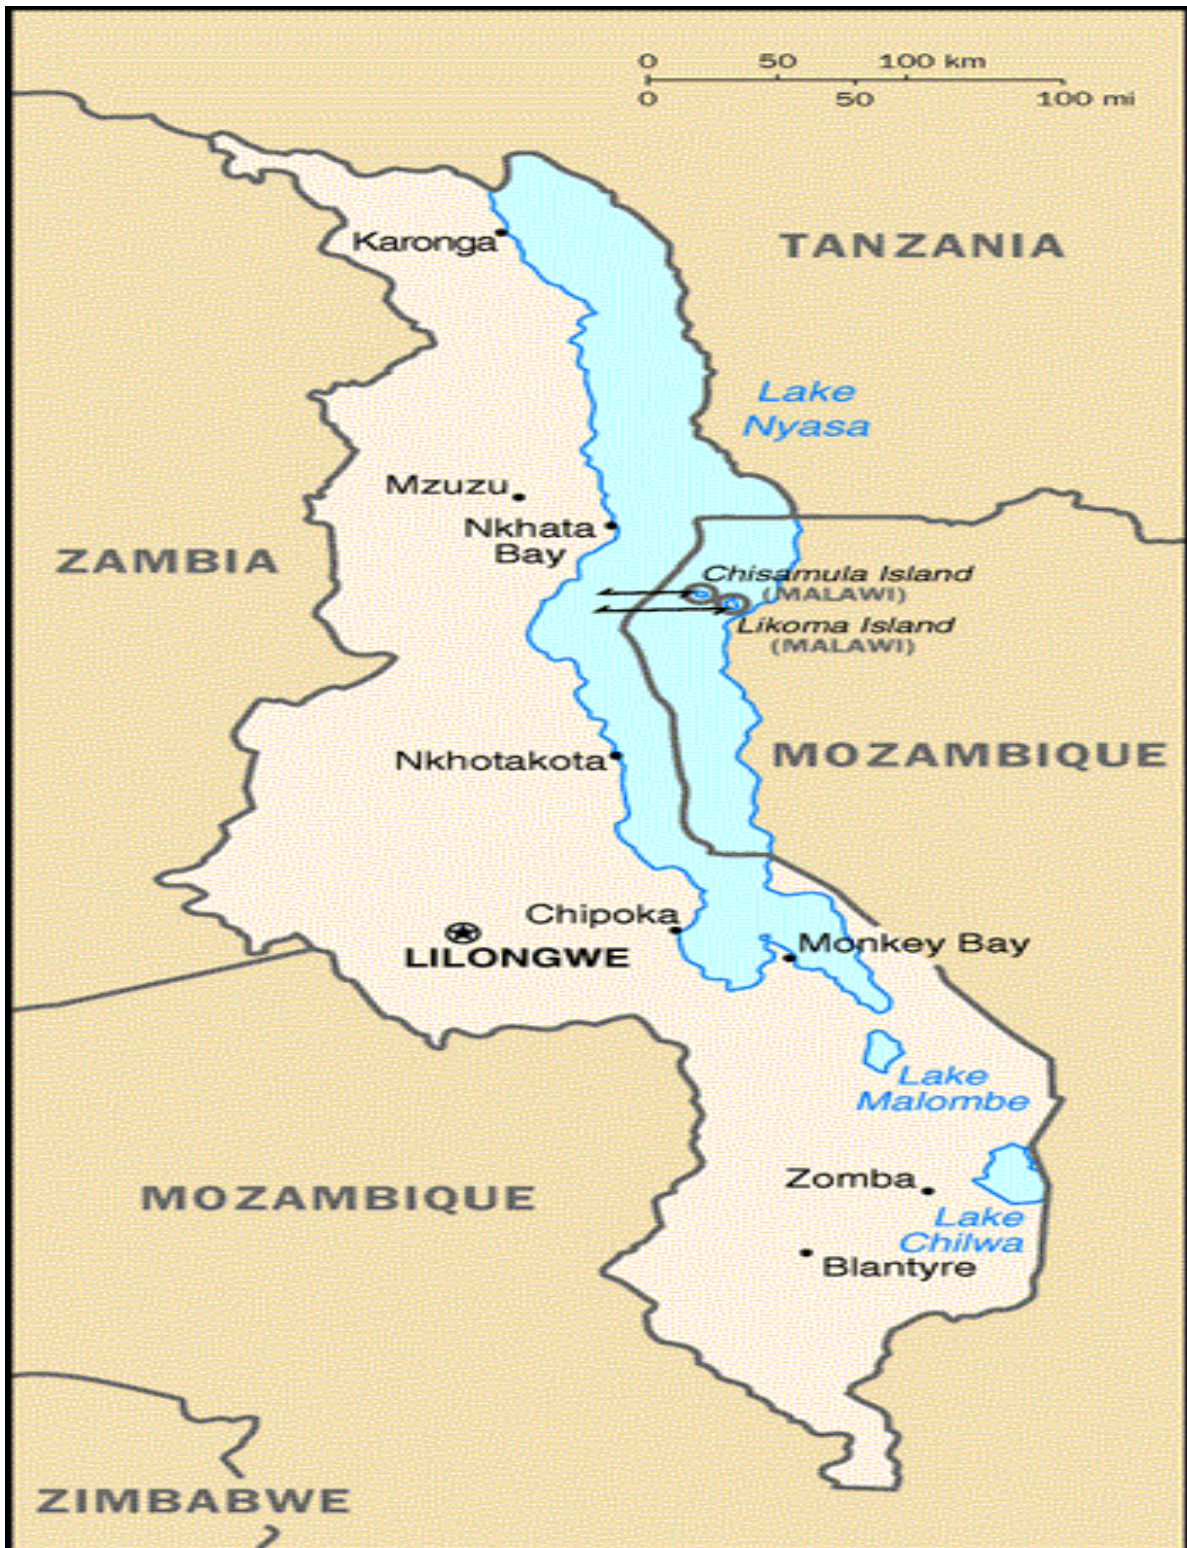 0 50 100 km
0 50 100 mi
Karonga
TANZANIA
Lake
Nyasa
Mzuzu
Nkhata
Bay
ZAMBIA
Chisamula Island
(MALAWI)
Likoma Island
(MALAWI)
Nkhotakota
MOZAMBIQUE
Chipoka
LILONGWE
Monkey Bay
Lake
Malombe
Zomba
MOZAMBIQUE
Lake
Chilwa
Blantyre
ZIMBABWE